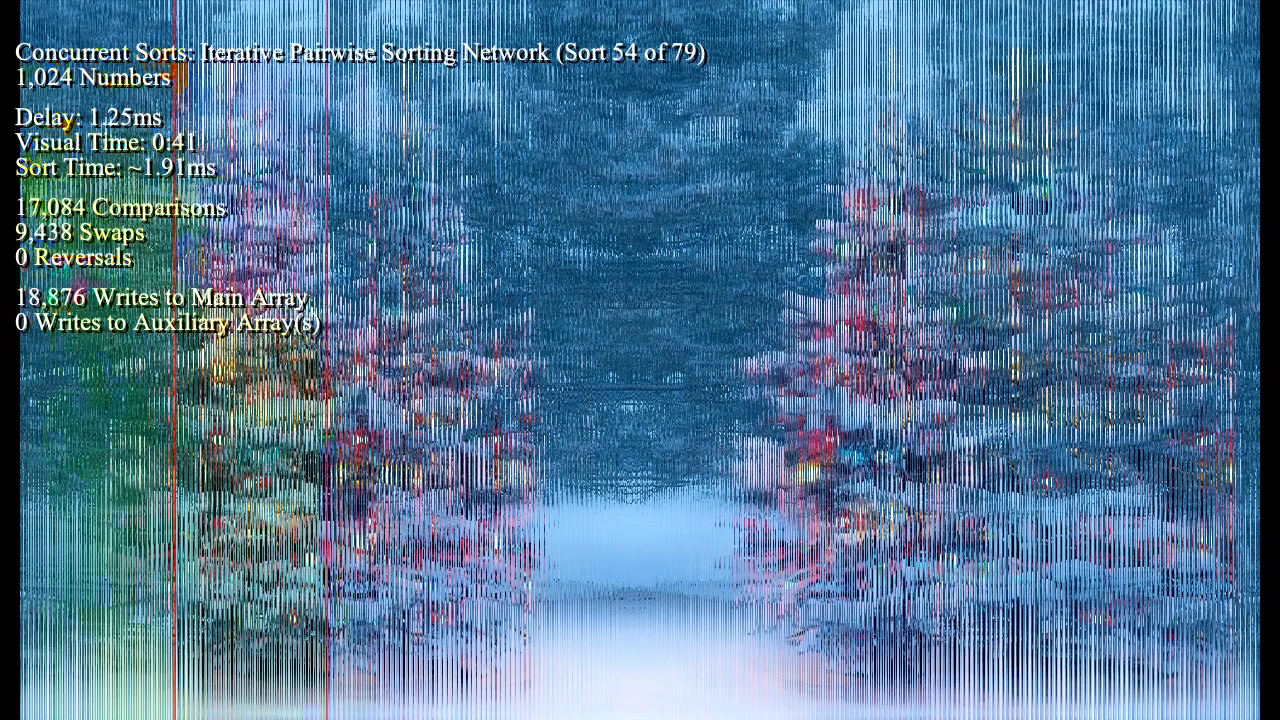 Concurrent Sorts: Iterative Pairwise Sorting Network (Sort 54 of 79)
1,024 Numbers
Delay: 1.25ms
Visual Time: 0:41
Sort Time: ~1.91ms
17,084 Comparisons
9,438 Swaps
0 Reversals
18,876 Writes to Main Array
0 Writes to Auxiliary Array(s)